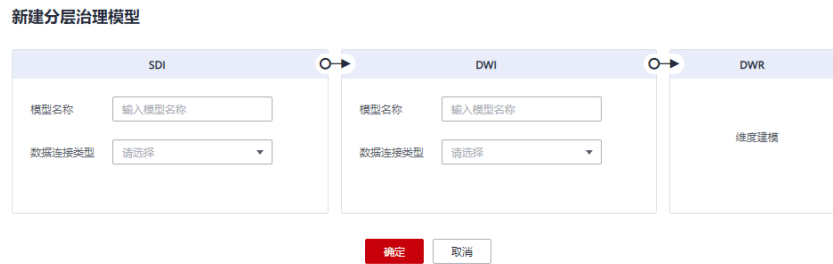 新建分层治理模型
SDI DWI DWR
模型名称 输入模型名称 模型名称 输入模型名称
维度建模
数据连接类型 请选择 数据连接类型 请选择
确定 取消